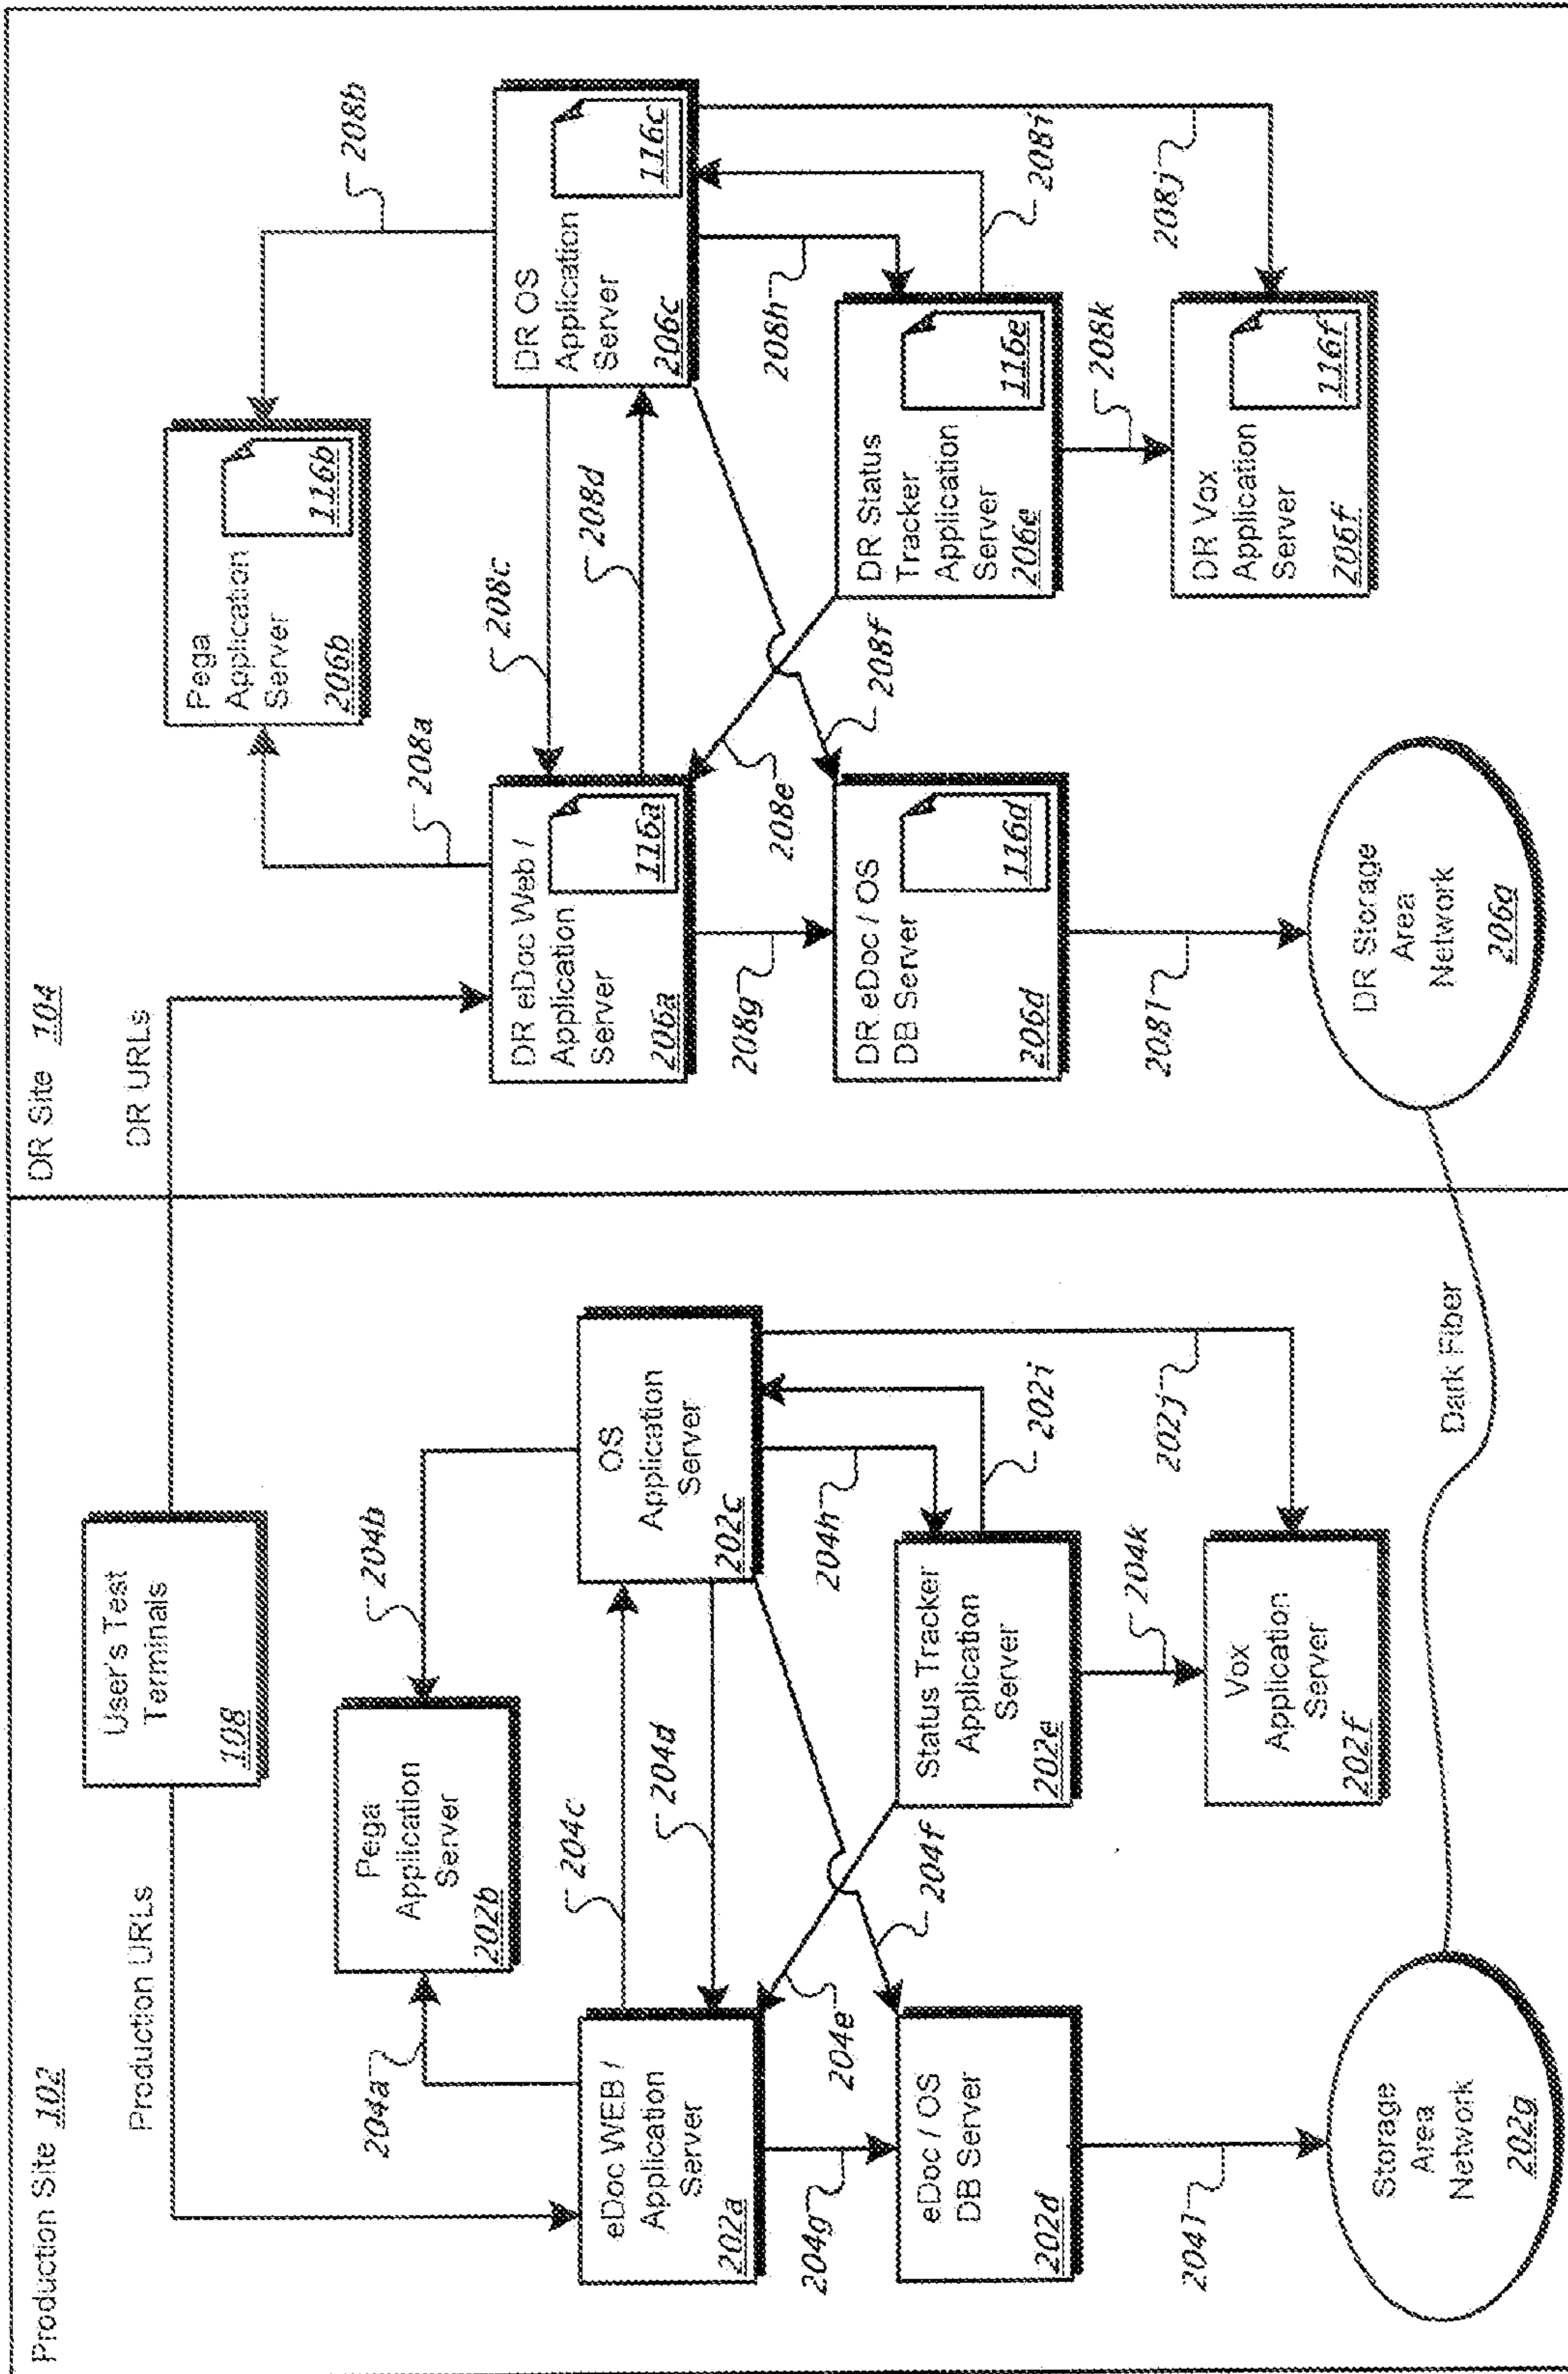 Production Site 102
Production URLs
User's Test
Terminals
108
204a
204b
Pega
Application
Server
202b
eDoc WEB /
Application
Server
202a
204c
204d
OS
Application
Server
202c
204e
204f
204g
204h
202i
202j
eDoc / OS
DB Server
202d
Status Tracker
Application
Server
202e
204k
204l
Vox
Application
Server
202f
Storage
Area
Network
202g
Dark Fiber
DR Site 104
DR URLs
208a
208b
Pega
Application
Server
206b
116b
DR eDoc Web /
Application
Server
206a
116a
208c
208d
DR OS
Application
Server
206c
116c
208e
208f
208g
208h
208i
208j
DR eDoc / OS
DB Server
206d
116d
DR Status
Tracker
Application
Server
206e
116e
208k
208l
DR Vox
Application
Server
206f
116f
DR Storage
Area
Network
206g